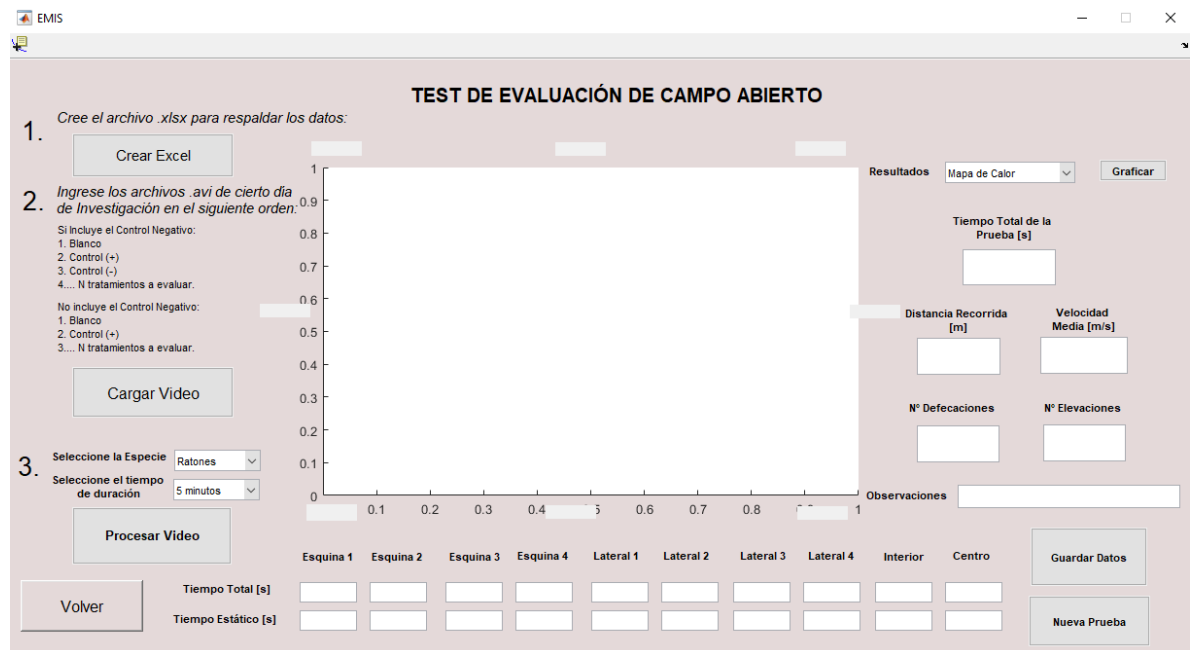 EMIS
TEST DE EVALUACIÓN DE CAMPO ABIERTO
1.
Cree el archivo .xlsx para respaldar los datos:
Crear Excel
2.
Ingrese los archivos .avi de cierto día
de Investigación en el siguiente orden:
Si Incluye el Control Negativo:
1. Blanco
2. Control (+)
3. Control (-)
4.... N tratamientos a evaluar.
No incluye el Control Negativo:
1. Blanco
2. Control (+)
3.... N tratamientos a evaluar.
Cargar Video
3.
Seleccione la Especie
Ratones
Seleccione el tiempo
de duración
5 minutos
Procesar Video
Volver
1
0.9
0.8
0.7
0.6
0.5
0.4
0.3
0.2
0.1
0
0.1 0.2 0.3 0.4 0.6 0.7 0.8 1
Resultados
Mapa de Calor
Graficar
Tiempo Total de la
Prueba [s]
Distancia Recorrida
[m]
Velocidad
Media [m/s]
Nº Defecaciones
Nº Elevaciones
Observaciones
Esquina 1 Esquina 2 Esquina 3 Esquina 4 Lateral 1 Lateral 2 Lateral 3 Lateral 4 Interior Centro
Tiempo Total [s]
Tiempo Estático [s]
Guardar Datos
Nueva Prueba